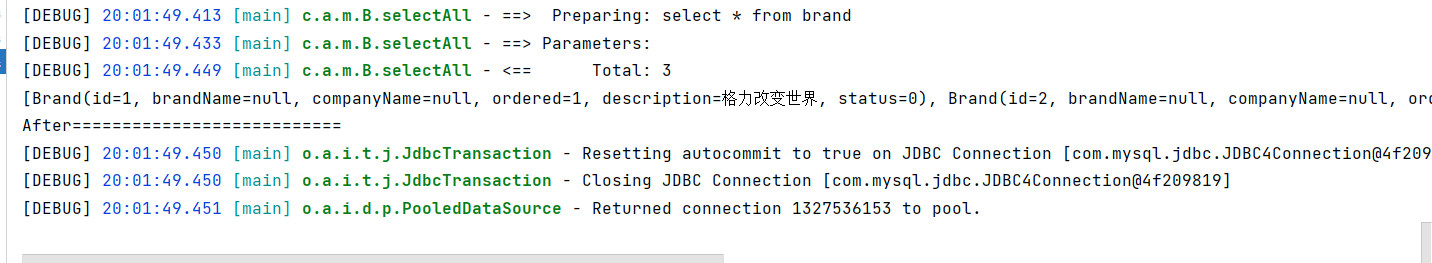 [DEBUG] 20:01:49.413 [main] c.a.m.B.selectAll - ==>  Preparing: select * from brand
[DEBUG] 20:01:49.433 [main] c.a.m.B.selectAll - ==> Parameters:
[DEBUG] 20:01:49.449 [main] c.a.m.B.selectAll - <==      Total: 3
[Brand(id=1, brandName=null, companyName=null, ordered=1, description=格力改变世界, status=0), Brand(id=2, brandName=null, companyName=null, ord
After===========================
[DEBUG] 20:01:49.450 [main] o.a.i.t.j.JdbcTransaction - Resetting autocommit to true on JDBC Connection [com.mysql.jdbc.JDBC4Connection@4f209
[DEBUG] 20:01:49.450 [main] o.a.i.t.j.JdbcTransaction - Closing JDBC Connection [com.mysql.jdbc.JDBC4Connection@4f209819]
[DEBUG] 20:01:49.451 [main] o.a.i.d.p.PooledDataSource - Returned connection 1327536153 to pool.